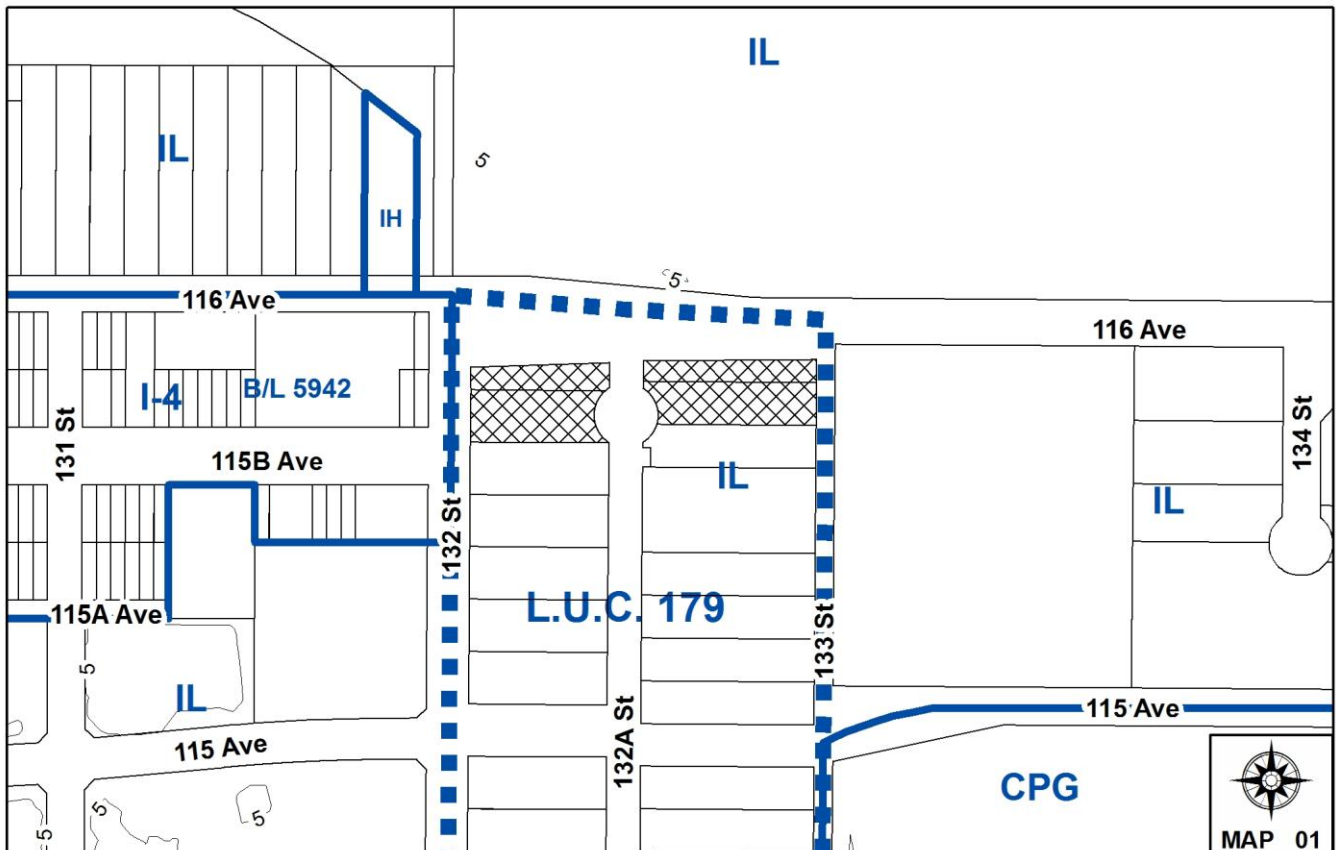 IL
IL
5
IH
5
116 Ave
116 Ave
I-4
B/L 5942
131 St
134 St
115B Ave
IL
IL
132 St
L.U.C. 179
115A Ave
133 St
5
IL
132A St
115 Ave
115 Ave
CPG
5
5
5
MAP 01